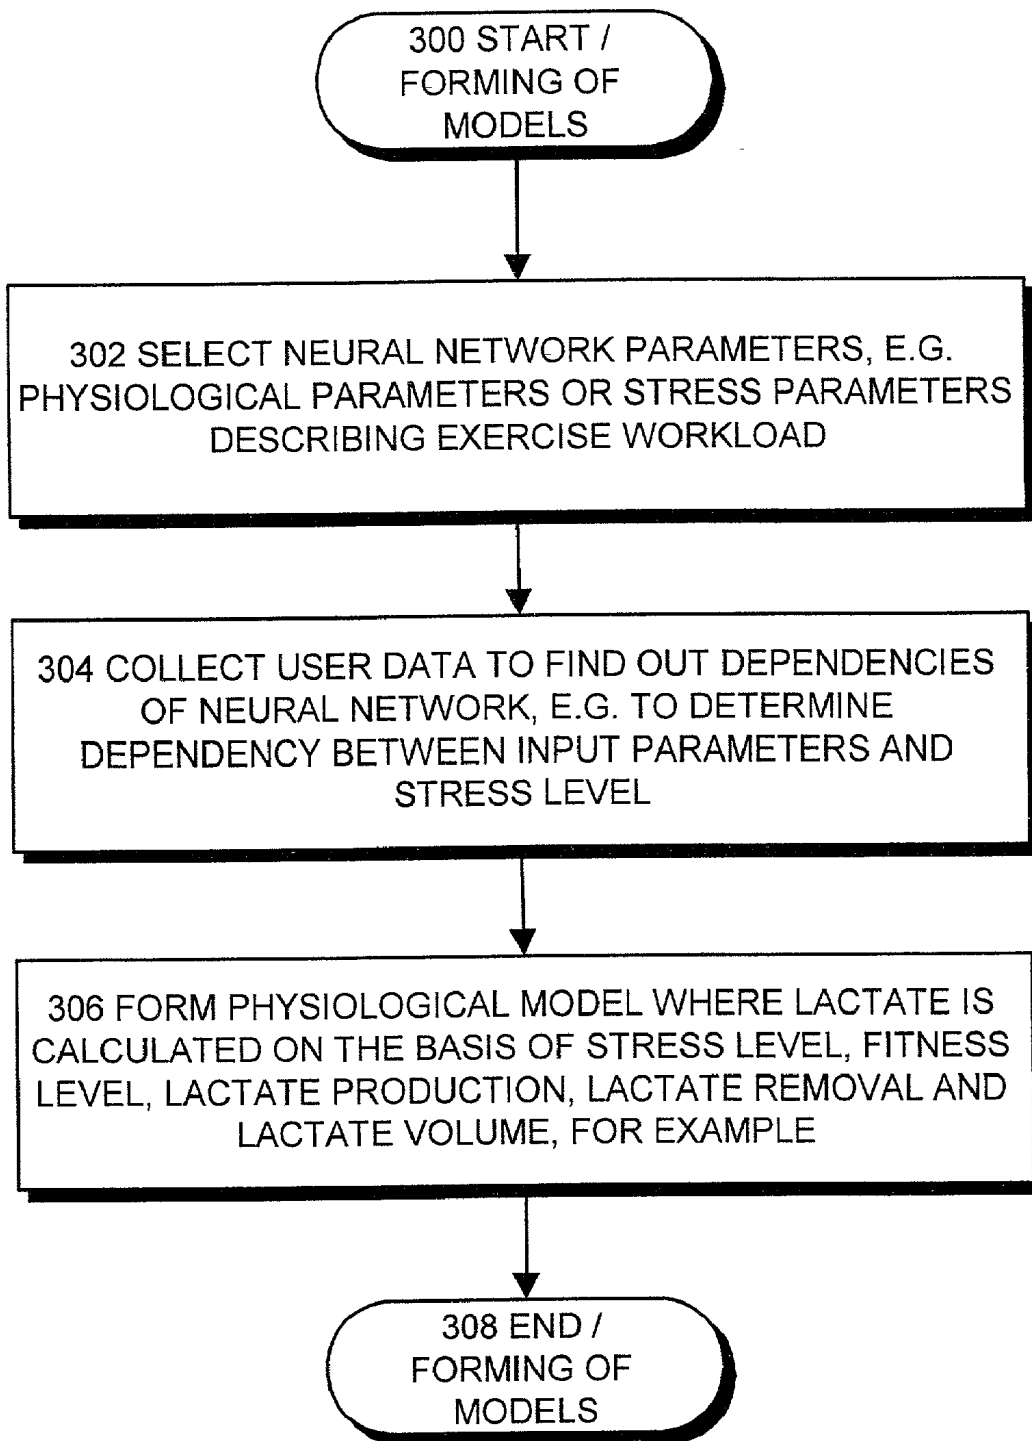 300 START /
FORMING OF
MODELS
302 SELECT NEURAL NETWORK PARAMETERS, E.G.
PHYSIOLOGICAL PARAMETERS OR STRESS PARAMETERS
DESCRIBING EXERCISE WORKLOAD
304 COLLECT USER DATA TO FIND OUT DEPENDENCIES
OF NEURAL NETWORK, E.G. TO DETERMINE
DEPENDENCY BETWEEN INPUT PARAMETERS AND
STRESS LEVEL
306 FORM PHYSIOLOGICAL MODEL WHERE LACTATE IS
CALCULATED ON THE BASIS OF STRESS LEVEL, FITNESS
LEVEL, LACTATE PRODUCTION, LACTATE REMOVAL AND
LACTATE VOLUME, FOR EXAMPLE
308 END /
FORMING OF
MODELS